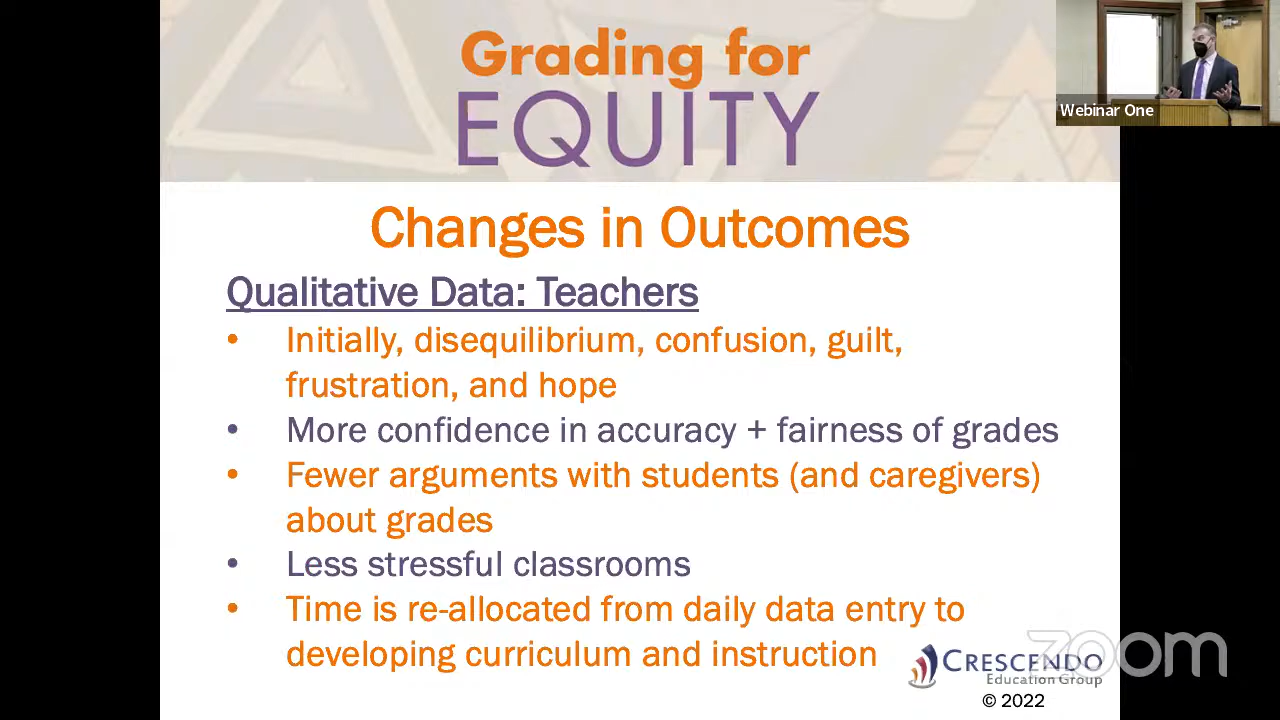 Grading for
EQUITY
Webinar One
Changes in Outcomes
Qualitative Data: Teachers
• Initially, disequilibrium, confusion, guilt,
frustration, and hope
• More confidence in accuracy + fairness of grades
• Fewer arguments with students (and caregivers)
about grades
• Less stressful classrooms
• Time is re-allocated from daily data entry to
developing curriculum and instruction
CRESCENDO
Education Group
© 2022
zoom